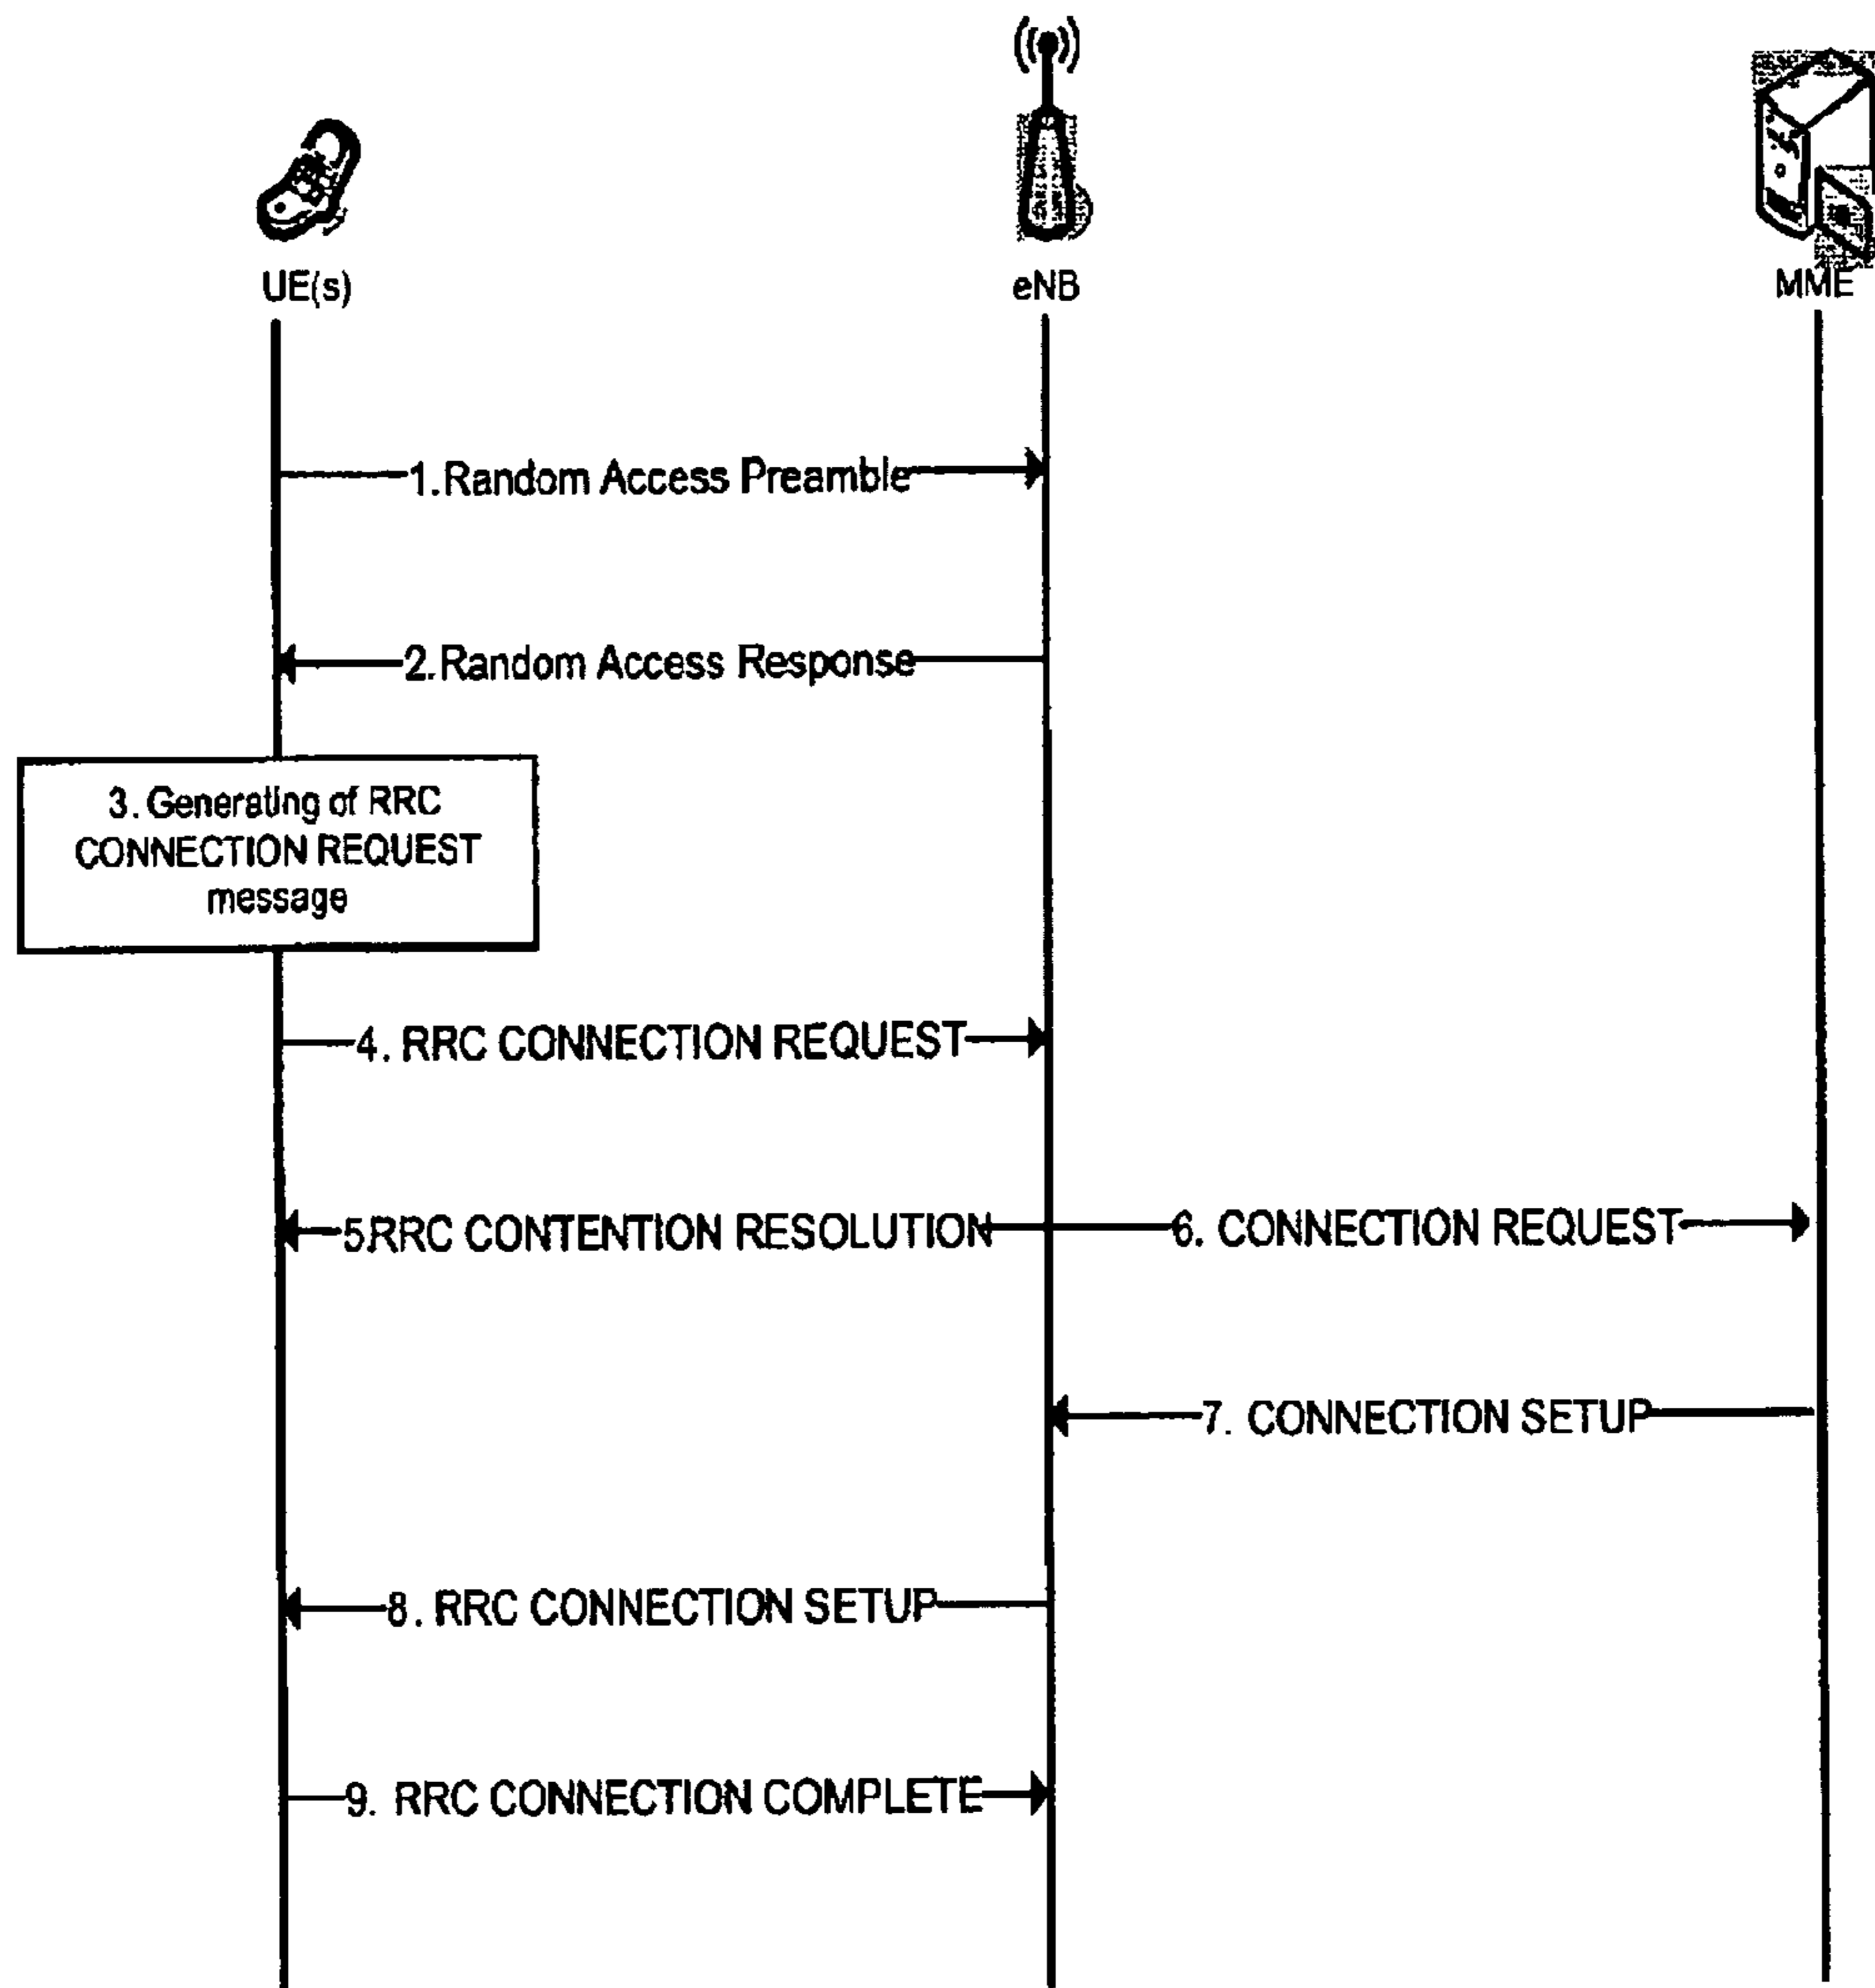 UE(s)
eNB
MME
1.Random Access Preamble
2.Random Access Response
3. Generating of RRC
CONNECTION REQUEST
message
4. RRC CONNECTION REQUEST
5.RRC CONTENTION RESOLUTION
6. CONNECTION REQUEST
7. CONNECTION SETUP
8. RRC CONNECTION SETUP
9. RRC CONNECTION COMPLETE